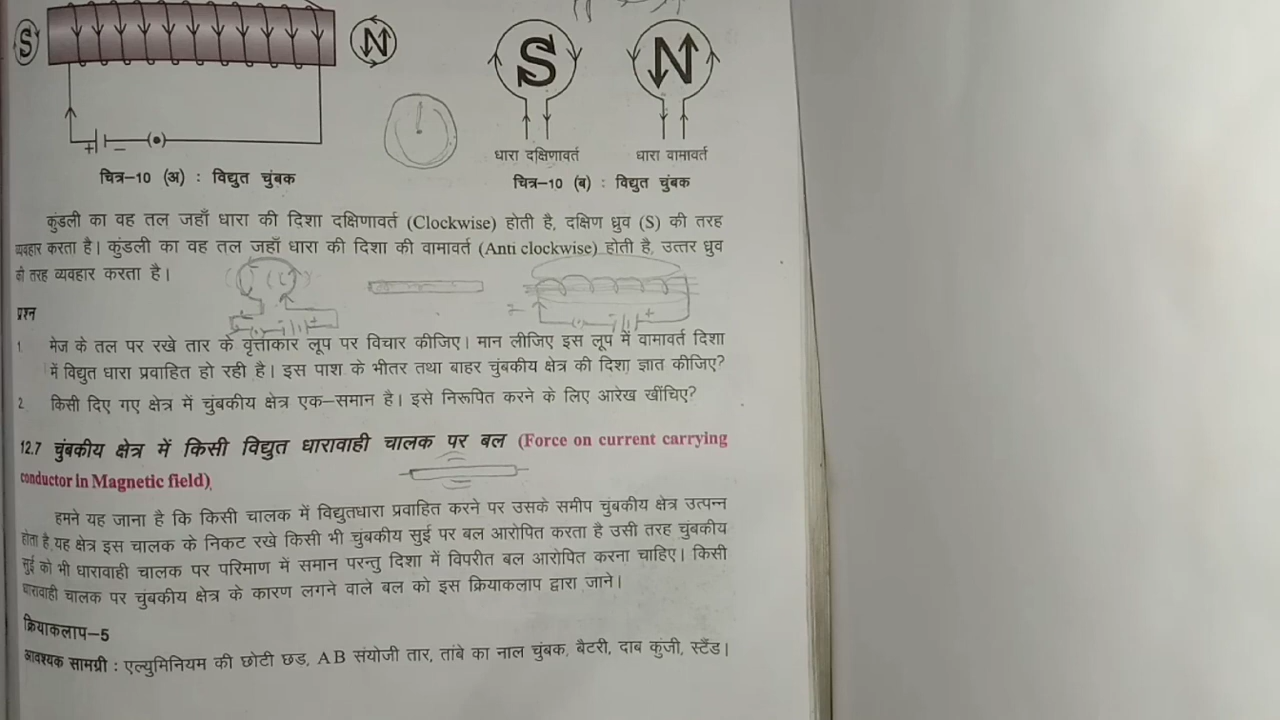 S
N
S
N
धारा दक्षिणावर्त
धारा वामावर्त
चित्र–10 (अ) : विद्युत चुंबक
चित्र–10 (ब) : विद्युत चुंबक
कुंडली का वह तल जहाँ धारा की दिशा दक्षिणावर्त (Clockwise) होती है, दक्षिण ध्रुव (S) की तरह
व्यवहार करता है। कुंडली का वह तल जहाँ धारा की दिशा की वामावर्त (Anti clockwise) होती है, उत्तर ध्रुव
की तरह व्यवहार करता है।
प्रश्न
1. मेज के तल पर रखे तार के वृत्ताकार लूप पर विचार कीजिए। मान लीजिए इस लूप में वामावर्त दिशा
में विद्युत धारा प्रवाहित हो रही है। इस पाश के भीतर तथा बाहर चुंबकीय क्षेत्र की दिशा ज्ञात कीजिए?
2. किसी दिए गए क्षेत्र में चुंबकीय क्षेत्र एक–समान है। इसे निरूपित करने के लिए आरेख खींचिए?
12.7 चुंबकीय क्षेत्र में किसी विद्युत धारावाही चालक पर बल (Force on current carrying
conductor in Magnetic field)
हमने यह जाना है कि किसी चालक में विद्युतधारा प्रवाहित करने पर उसके समीप चुंबकीय क्षेत्र उत्पन्न
होता है, यह क्षेत्र इस चालक के निकट रखे किसी भी चुंबकीय सुई पर बल आरोपित करता है उसी तरह चुंबकीय
सुई को भी धारावाही चालक पर परिमाण में समान परन्तु दिशा में विपरीत बल आरोपित करना चाहिए। किसी
धारावाही चालक पर चुंबकीय क्षेत्र के कारण लगने वाले बल को इस क्रियाकलाप द्वारा जाने।
क्रियाकलाप–5
आवश्यक सामग्री : एल्युमिनियम की छोटी छड़, AB संयोजी तार, तांबे का नाल चुंबक, बैटरी, दाब कुंजी, स्टैंड।